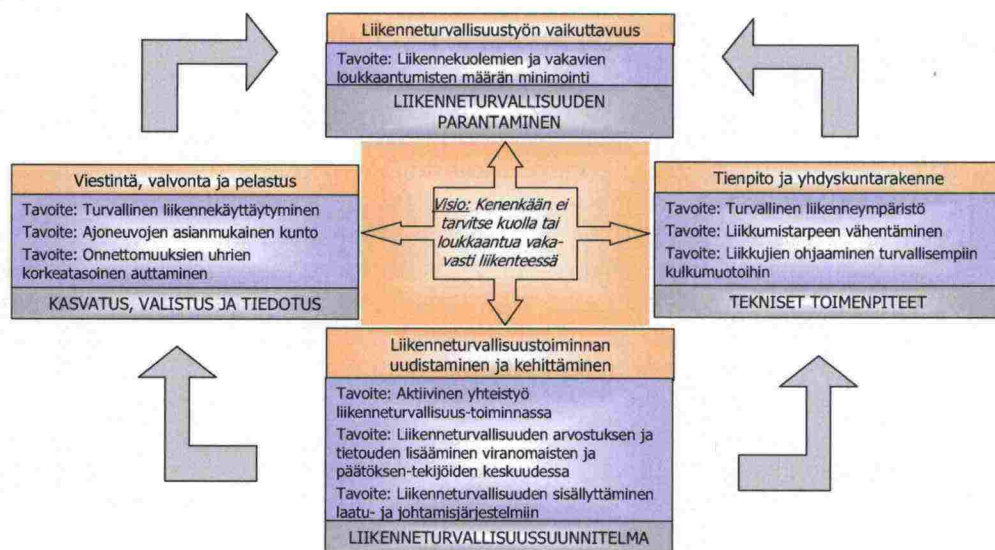 Liikenneturvallisuustyön vaikuttavuus
Tavoite: Liikennekuolemien ja vakavien
loukkaantumisten määrän minimointi
LIIKENNETURVALLISUUDEN
PARANTAMINEN
Viestintä, valvonta ja pelastus
Tavoite: Turvallinen liikennekäyttäytyminen
Tavoite: Ajoneuvojen asianmukainen kunto
Tavoite: Onnettomuuksien uhrien
korkeatasoinen auttaminen
KASVATUS, VALISTUS JA TIEDOTUS
Visio: Kenenkään ei
tarvitse kuolla tai
loukkaantua vaka-
vasti liikenteessä
Tienpito ja yhdyskuntarakenne
Tavoite: Turvallinen liikenneympäristö
Tavoite: Liikkumistarpeen vähentäminen
Tavoite: Liikkujien ohjaaminen turvallisempiin
kulkumuotoihin
TEKNISET TOIMENPITEET
Liikenneturvallisuustoiminnan
uudistaminen ja kehittäminen
Tavoite: Aktiivinen yhteistyö
liikenneturvallisuus-toiminnassa
Tavoite: Liikenneturvallisuuden arvostuksen ja
tietouden lisääminen viranomaisten ja
päätöksen-tekijöiden keskuudessa
Tavoite: Liikenneturvallisuuden sisällyttäminen
laatu- ja johtamisjärjestelmiin
LIIKENNETURVALLISUUSSUUNNITELMA